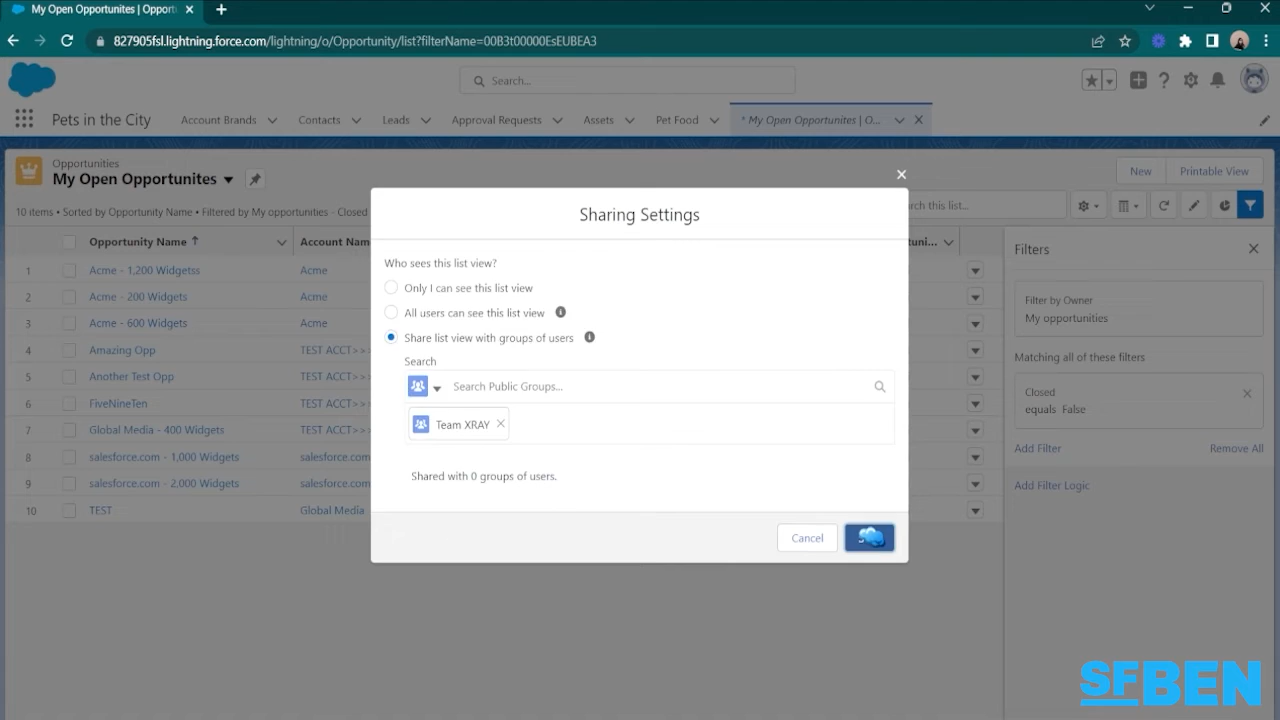 My Open Opportunites | Opport
827905fsl.lightning.force.com/lightning/o/Opportunity/list?filterName=00B3t00000EsEUBEA3
Search...
Pets in the City
Account Brands
Contacts
Leads
Approval Requests
Assets
Pet Food
* My Open Opportunites | O...
Opportunities
My Open Opportunites
New
Printable View
10 items • Sorted by Opportunity Name • Filtered by My opportunities - Closed
rch this list...
Opportunity Name
Account Nam
tuni...
1 Acme - 1,200 Widgetss Acme
2 Acme - 200 Widgets Acme
3 Acme - 600 Widgets Acme
4 Amazing Opp TEST ACCT>>>
5 Another Test Opp TEST ACCT>>>
6 FiveNineTen TEST ACCT>>>
7 Global Media - 400 Widgets TEST ACCT>>>
8 salesforce.com - 1,000 Widgets salesforce.com
9 salesforce.com - 2,000 Widgets salesforce.com
10 TEST Global Media
Sharing Settings
Who sees this list view?
Only I can see this list view
All users can see this list view
Share list view with groups of users
Search
Search Public Groups...
Team XRAY
Shared with 0 groups of users.
Cancel
Filters
Filter by Owner
My opportunities
Matching all of these filters
Closed
equals False
Add Filter
Remove All
Add Filter Logic
SFBEN